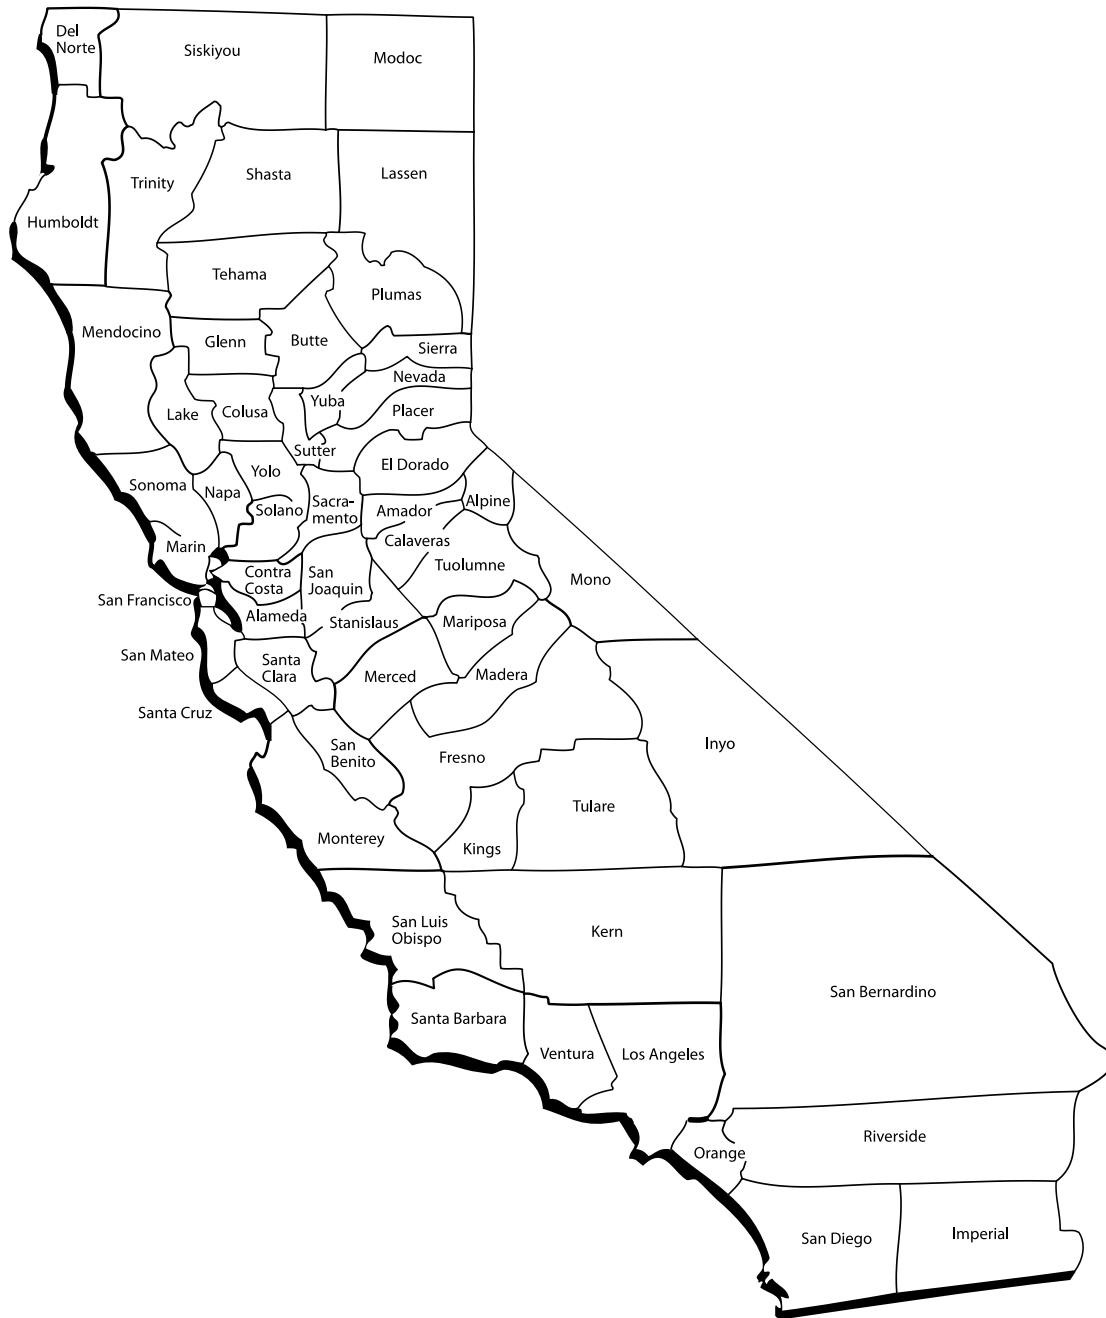 Del
Norte
Siskiyou
Modoc
Trinity
Shasta
Lassen
Humboldt
Tehama
Plumas
Mendocino
Glenn
Butte
Sierra
Nevada
Lake
Colusa
Yuba
Placer
Sutter
El Dorado
Sonoma
Napa
Yolo
Solano
Sacra-
mento
Amador
Alpine
Marin
Calaveras
Tuolumne
Mono
Contra
Costa
San
Joaquin
San Francisco
Alameda
Stanislaus
Mariposa
San Mateo
Santa
Clara
Merced
Madera
Santa Cruz
San
Benito
Fresno
Inyo
Tulare
Monterey
Kings
San Luis
Obispo
Kern
San Bernardino
Santa Barbara
Ventura
Los Angeles
Orange
Riverside
San Diego
Imperial